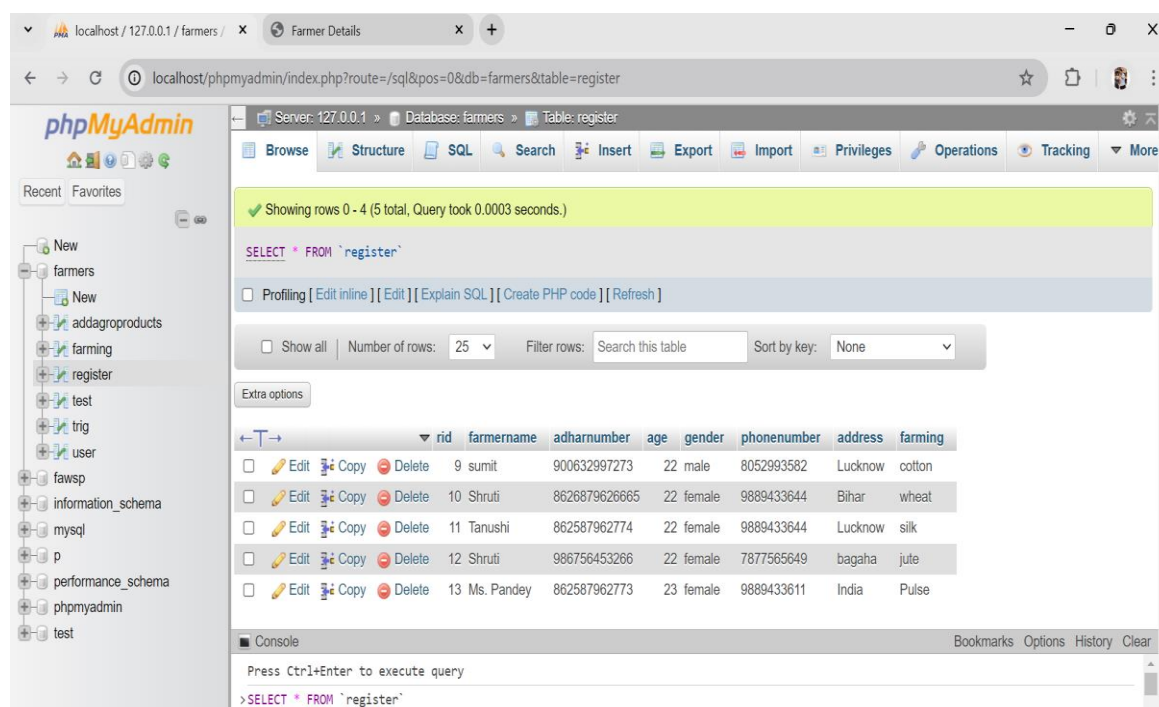 localhost / 127.0.0.1 / farmers / Farmer Details
localhost/phpmyadmin/index.php?route=/sql&pos=0&db=farmers&table=register
phpMyAdmin
Recent Favorites
New
farmers
New
addagroproducts
farming
register
test
trig
user
fawsp
information_schema
mysql
p
performance_schema
phpmyadmin
test
Server: 127.0.0.1 » Database: farmers » Table: register
Browse Structure SQL Search Insert Export Import Privileges Operations Tracking More
Showing rows 0 - 4 (5 total, Query took 0.0003 seconds.)
SELECT * FROM `register`
Profiling [ Edit inline ] [ Edit ] [ Explain SQL ] [ Create PHP code ] [ Refresh ]
Show all | Number of rows: 25 Filter rows: Search this table Sort by key: None
Extra options
←T→ rid farmername adharnumber age gender phonenumber address farming
Edit Copy Delete 9 sumit 900632997273 22 male 8052993582 Lucknow cotton
Edit Copy Delete 10 Shruti 8626879626665 22 female 9889433644 Bihar wheat
Edit Copy Delete 11 Tanushi 862587962774 22 female 9889433644 Lucknow silk
Edit Copy Delete 12 Shruti 986756453266 22 female 7877565649 bagaha jute
Edit Copy Delete 13 Ms. Pandey 862587962773 23 female 9889433611 India Pulse
Console Bookmarks Options History Clear
Press Ctrl+Enter to execute query
>SELECT * FROM `register`